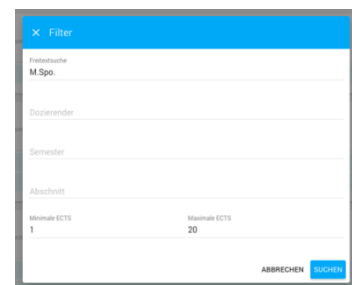 × Filter
Freitextsuche
M.Spo.
Dozierender
Semester
Abschnitt
Minimale ECTS Maximale ECTS
1 20
ABBRECHEN SUCHEN